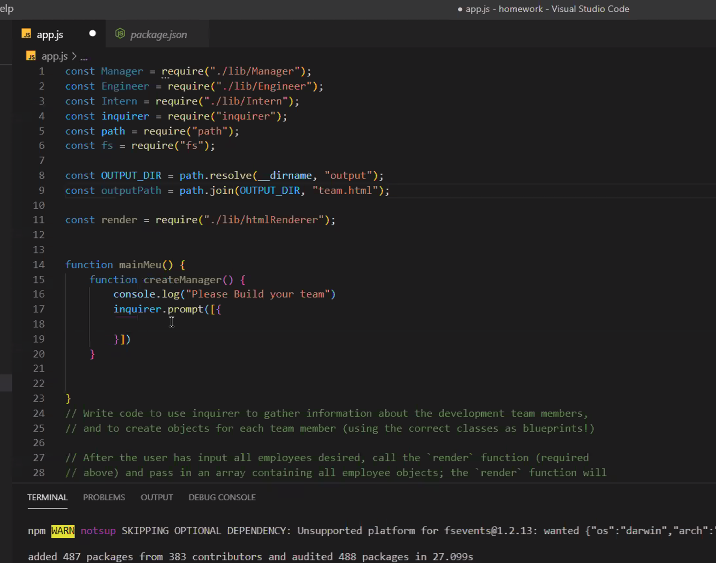 elp
● app.js - homework - Visual Studio Code
JS app.js ●
package.json
JS app.js > ...
1 const Manager = require("./lib/Manager");
2 const Engineer = require("./lib/Engineer");
3 const Intern = require("./lib/Intern");
4 const inquirer = require("inquirer");
5 const path = require("path");
6 const fs = require("fs");
7
8 const OUTPUT_DIR = path.resolve(__dirname, "output");
9 const outputPath = path.join(OUTPUT_DIR, "team.html");
10
11 const render = require("./lib/htmlRenderer");
12
13
14 function mainMeu() {
15 function createManager() {
16 console.log("Please Build your team")
17 inquirer.prompt([{
18
19 }])
20 }
21
22
23 }
24 // Write code to use inquirer to gather information about the development team members,
25 // and to create objects for each team member (using the correct classes as blueprints!)
26
27 // After the user has input all employees desired, call the `render` function (required
28 // above) and pass in an array containing all employee objects; the `render` function will
TERMINAL PROBLEMS OUTPUT DEBUG CONSOLE
npm WARN notsup SKIPPING OPTIONAL DEPENDENCY: Unsupported platform for fsevents@1.2.13: wanted {"os":"darwin","arch":"
added 487 packages from 383 contributors and audited 488 packages in 27.099s